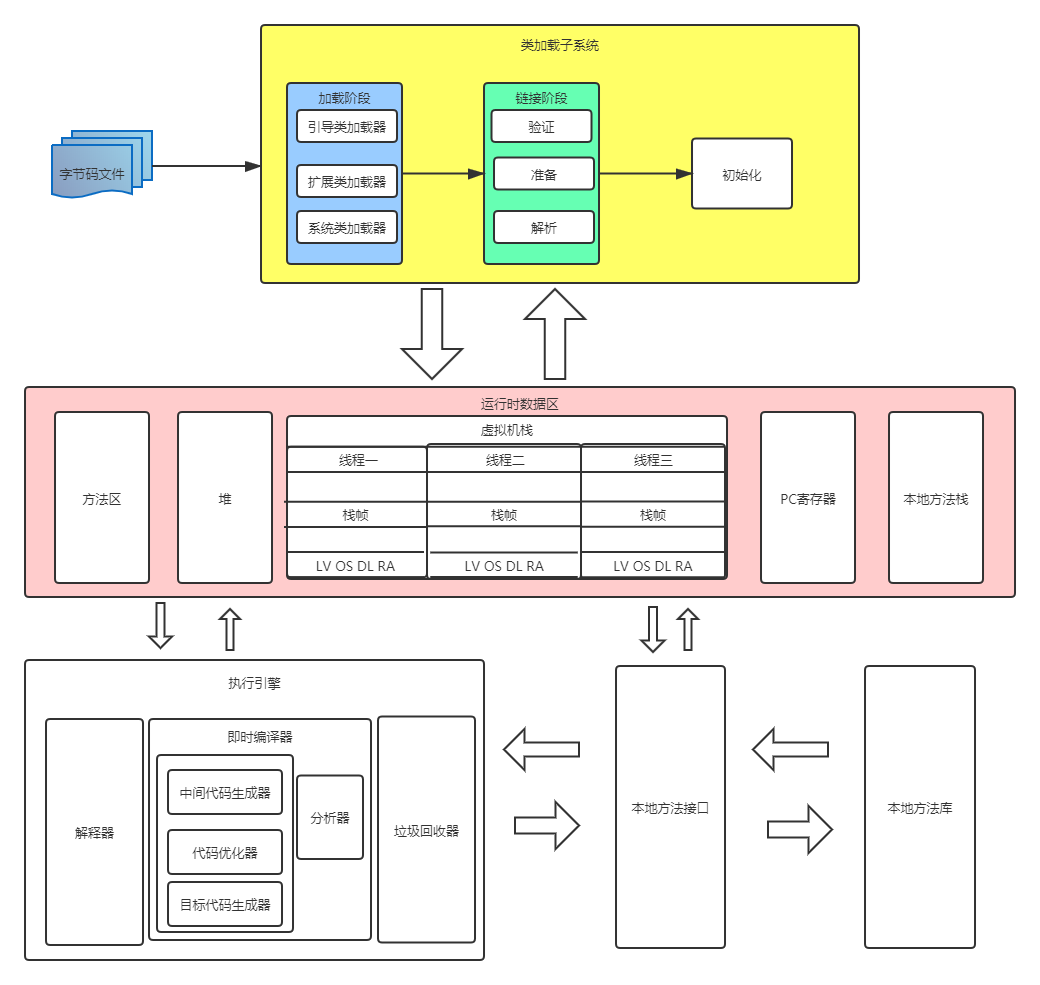 类加载子系统
加载阶段
引导类加载器
扩展类加载器
系统类加载器
链接阶段
验证
准备
解析
初始化
字节码文件
运行时数据区
方法区
堆
虚拟机栈
线程一
线程二
线程三
栈帧
栈帧
栈帧
LV OS DL RA
LV OS DL RA
LV OS DL RA
PC寄存器
本地方法栈
执行引擎
解释器
即时编译器
中间代码生成器
代码优化器
目标代码生成器
分析器
垃圾回收器
本地方法接口
本地方法库